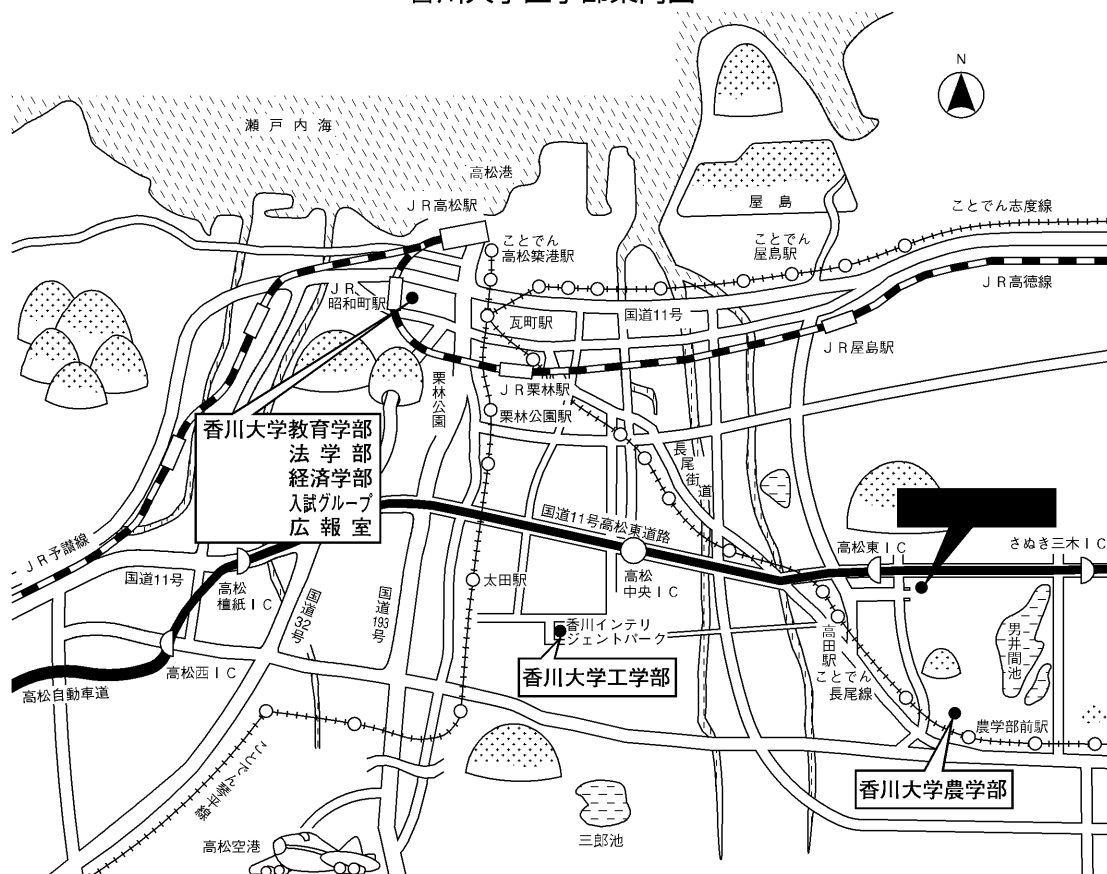 瀬戸内海
高松港
N
JR高松駅
屋島
ことでん志度線
ことでん
高松築港駅
ことでん
屋島駅
JR高徳線
JR
昭和町駅
瓦町駅
国道11号
JR屋島駅
栗林公園
JR栗林駅
栗林公園駅
香川大学教育学部
法学部
経済学部
入試グループ
広報室
長尾街道
国道11号高松東道路
高松東IC
さぬき三木IC
JR予讃線
国道11号
高松
檀紙IC
国道32号
国道193号
太田駅
高松
中央IC
香川インテリ
ジェントパーク
高田駅
男井間池
高松西IC
高松自動車道
香川大学工学部
ことでん
長尾線
農学部前駅
ことでん琴平線
香川大学農学部
高松空港
三郎池